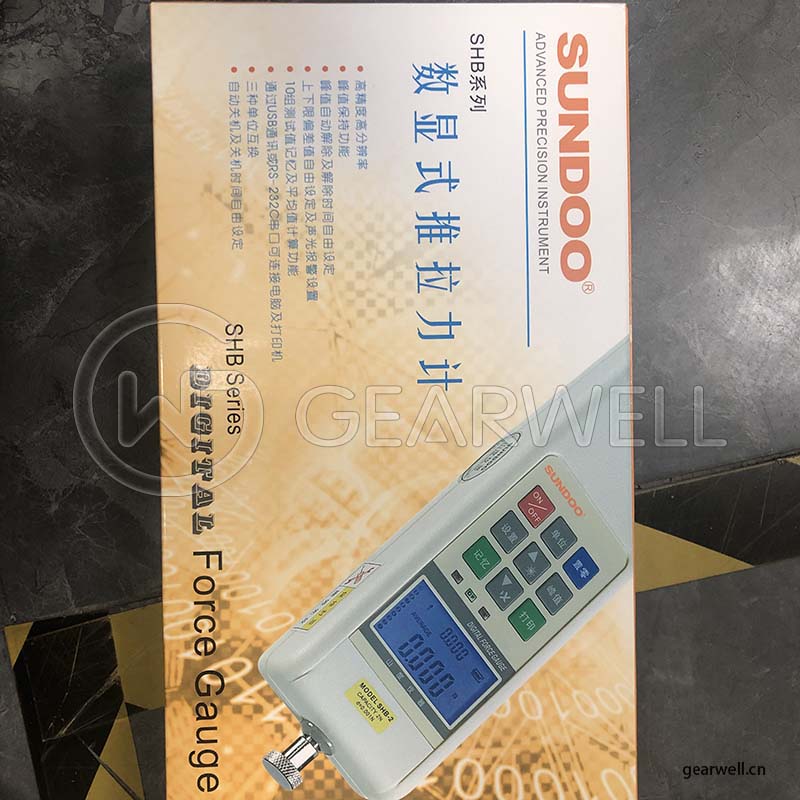 SUNDOO®
ADVANCED PRECISION INSTRUMENT
SHB系列
数显式推拉力计
• 高精度高分辨率
• 峰值保持功能
• 峰值自动解除及解除时间自由设定
• 上下限偏差值自由设定及声光报警设置
• 10组测试值记忆及平均值计算功能
• 通过USB通讯或RS-232C串口可连接电脑及打印机
• 三种单位互换
• 自动关机及关机时间自由设定
SHB Series
DIGITAL Force Gauge
SUNDOO
ON/OFF
单位
置零
设置
峰值
记忆
打印
DIGITAL FORCE GAUGE
MODEL SHB-2
CAPACITY 2N
d=0.001N
GEARWELL
gearwell.cn